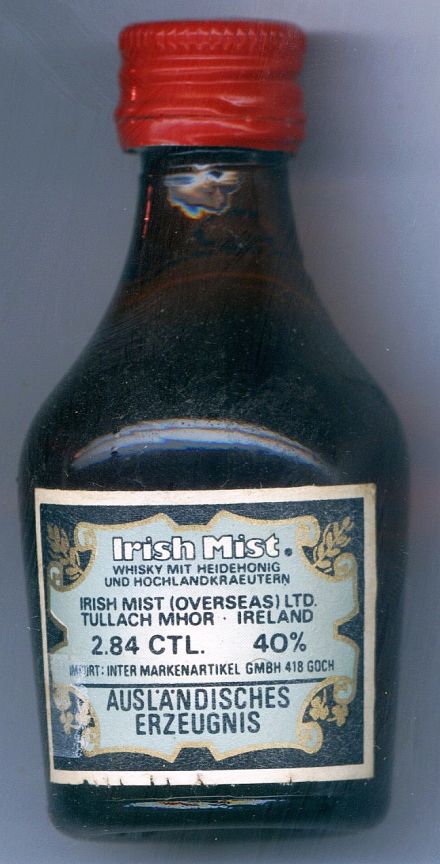 Irish Mist.
WHISKY MIT HEIDEHONIG
UND HOCHLANDKRAEUTERN
IRISH MIST (OVERSEAS) LTD.
TULLACH MHOR · IRELAND
2.84 CTL. 40%
IMPORT: INTER MARKENARTIKEL GMBH 418 GOCH
AUSLÄNDISCHES
ERZEUGNIS